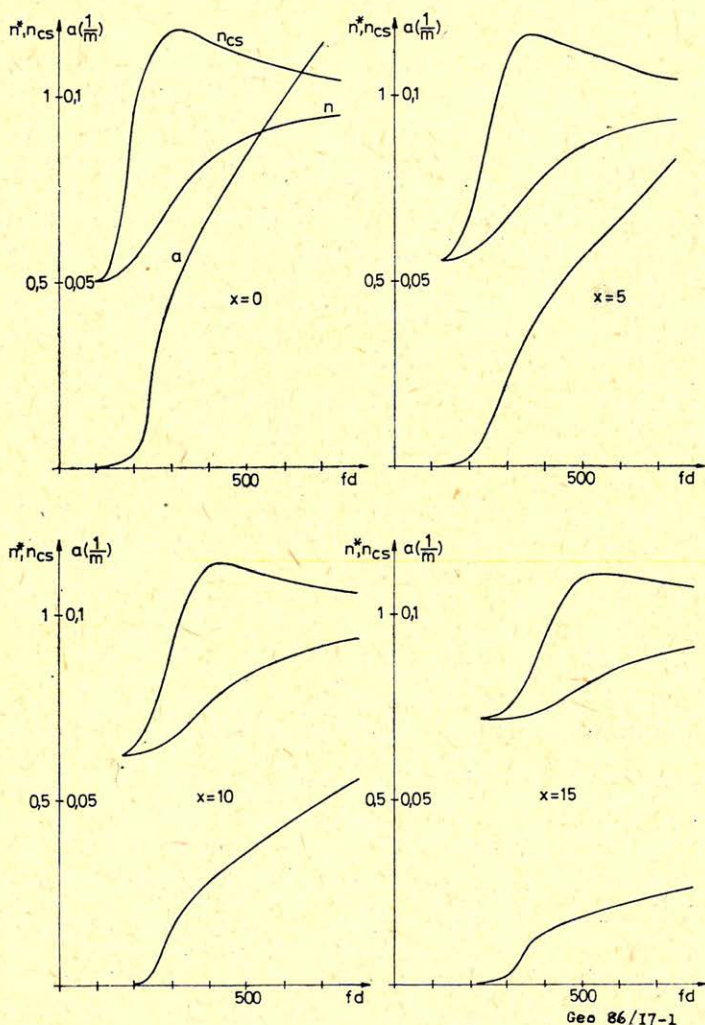 n*, n_cs a(1/m) n*, n_cs a(1/m)
n_cs
1 0,1 1 0,1
n
a
0,5 0,05 x=0 0,5 0,05 x=5
500 fd 500 fd
n*, n_cs a(1/m) n*, n_cs a(1/m)
1 0,1 1 0,1
0,5 0,05 x=10 0,5 0,05 x=15
500 fd 500 fd
Geo 86/17-1